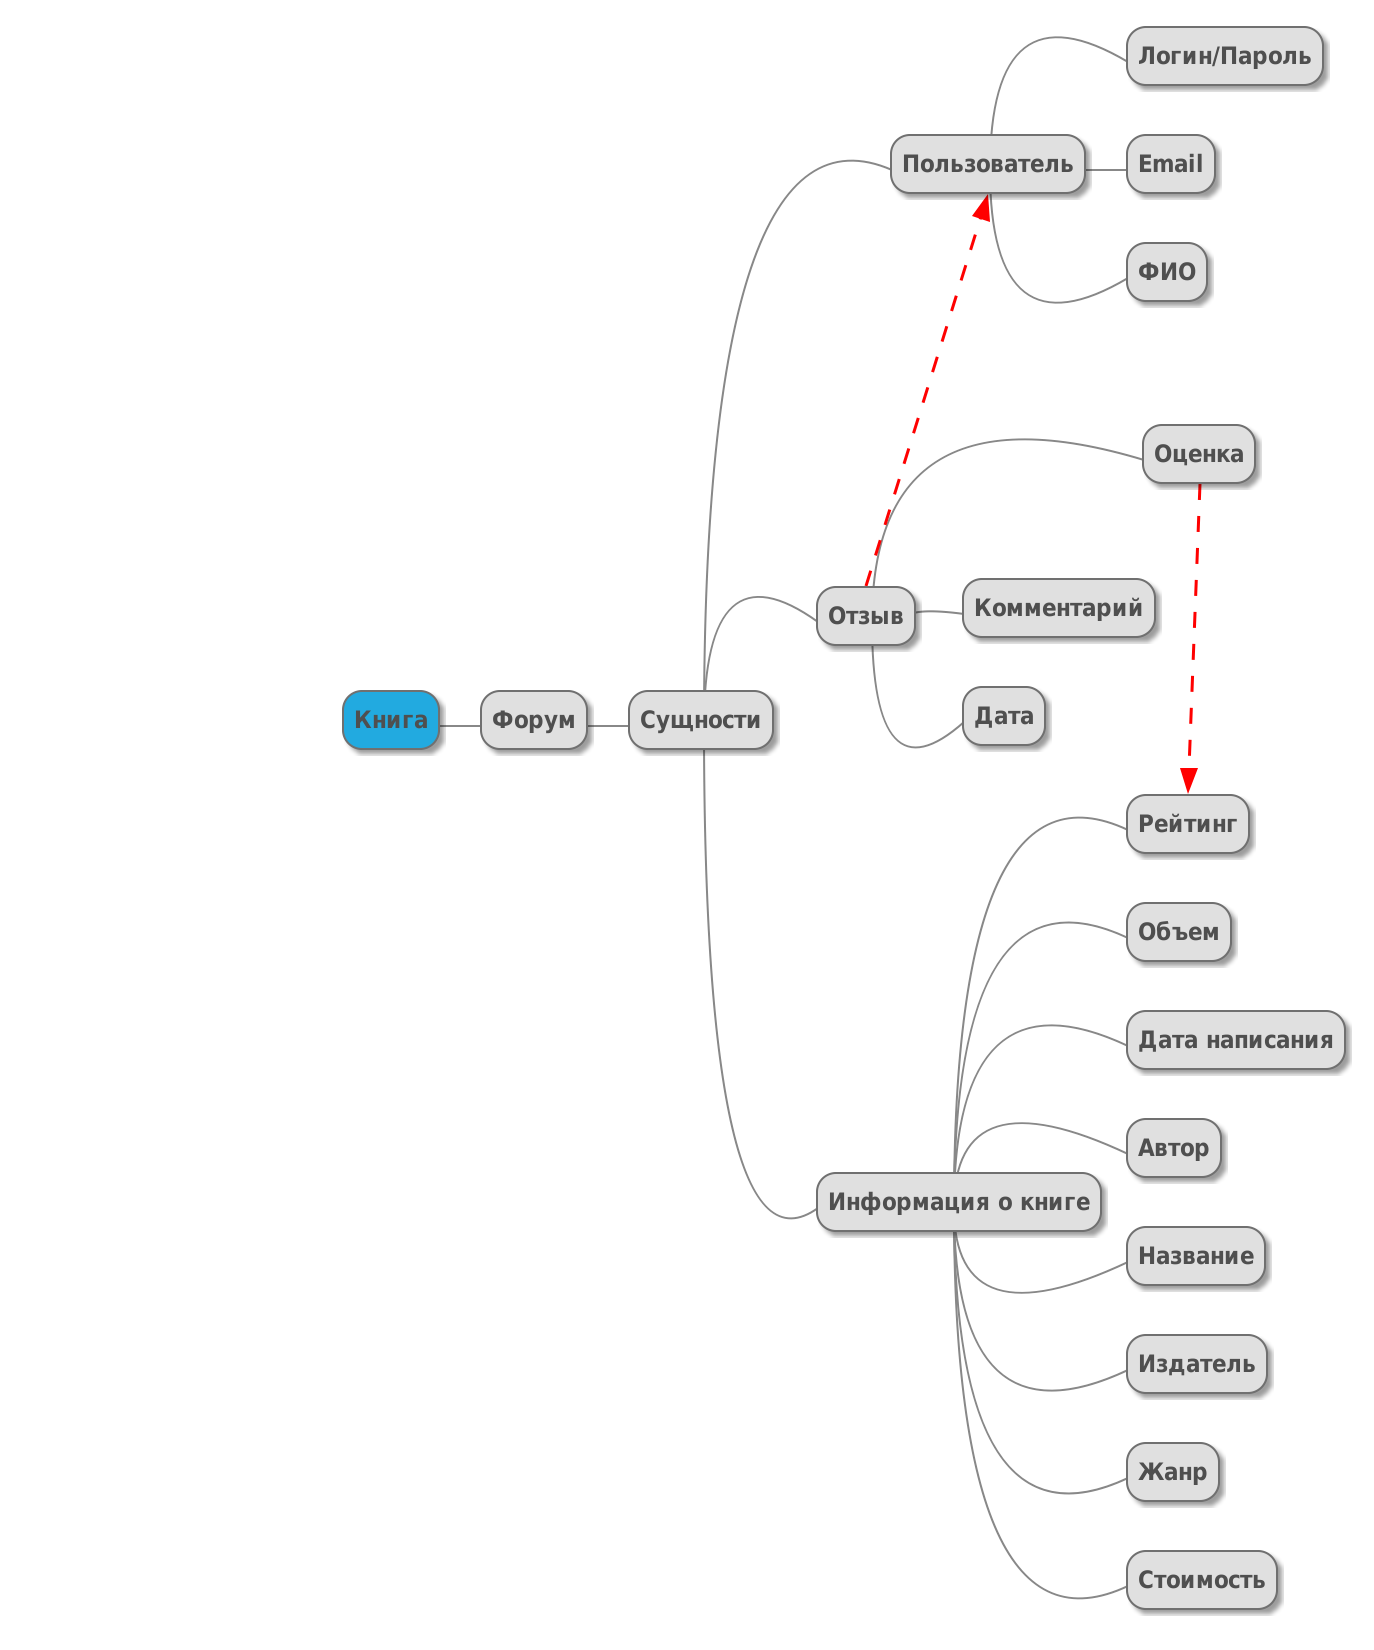 Логин/Пароль
Пользователь
Email
ФИО
Оценка
Отзыв
Комментарий
Дата
Книга
Форум
Сущности
Рейтинг
Объем
Дата написания
Автор
Информация о книге
Название
Издатель
Жанр
Стоимость